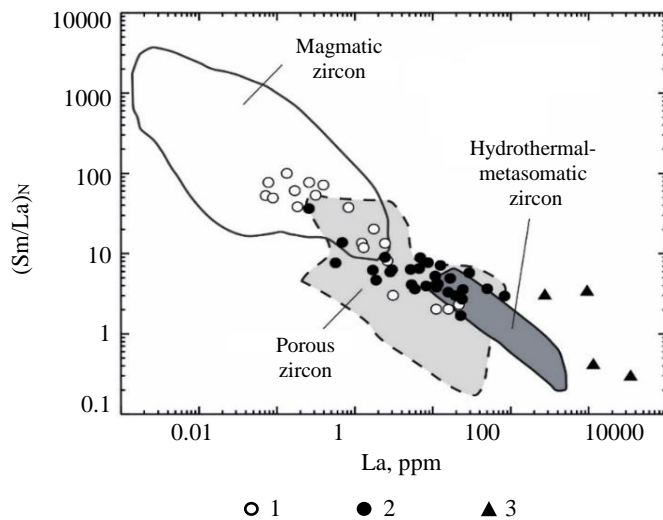 10000
Magmatic
zircon
1000
Hydrothermal-
metasomatic
zircon
100
((Sm/La)N
10
1
Porous
zircon
0.1
0.01 1 100 10000
La, ppm
1 2 3